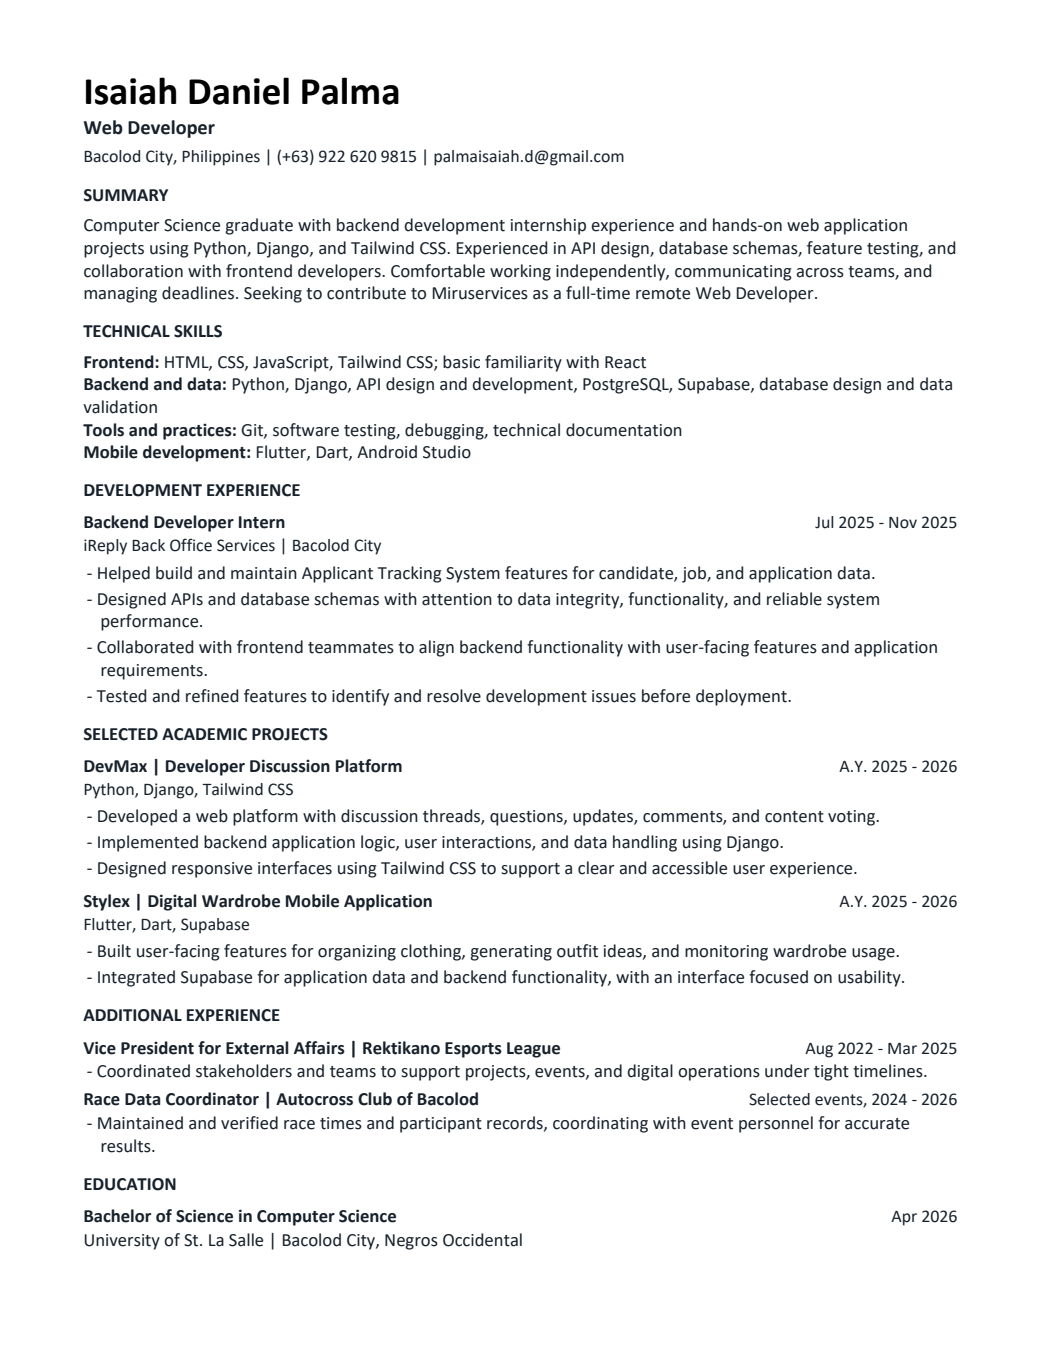 Isaiah Daniel Palma
Web Developer
Bacolod City, Philippines | (+63) 922 620 9815 | palmaisaiah.d@gmail.com
SUMMARY
Computer Science graduate with backend development internship experience and hands-on web application
projects using Python, Django, and Tailwind CSS. Experienced in API design, database schemas, feature testing, and
collaboration with frontend developers. Comfortable working independently, communicating across teams, and
managing deadlines. Seeking to contribute to Miruservices as a full-time remote Web Developer.
TECHNICAL SKILLS
Frontend: HTML, CSS, JavaScript, Tailwind CSS; basic familiarity with React
Backend and data: Python, Django, API design and development, PostgreSQL, Supabase, database design and data
validation
Tools and practices: Git, software testing, debugging, technical documentation
Mobile development: Flutter, Dart, Android Studio
DEVELOPMENT EXPERIENCE
Backend Developer Intern Jul 2025 - Nov 2025
iReply Back Office Services | Bacolod City
- Helped build and maintain Applicant Tracking System features for candidate, job, and application data.
- Designed APIs and database schemas with attention to data integrity, functionality, and reliable system
performance.
- Collaborated with frontend teammates to align backend functionality with user-facing features and application
requirements.
- Tested and refined features to identify and resolve development issues before deployment.
SELECTED ACADEMIC PROJECTS
DevMax | Developer Discussion Platform A.Y. 2025 - 2026
Python, Django, Tailwind CSS
- Developed a web platform with discussion threads, questions, updates, comments, and content voting.
- Implemented backend application logic, user interactions, and data handling using Django.
- Designed responsive interfaces using Tailwind CSS to support a clear and accessible user experience.
Stylex | Digital Wardrobe Mobile Application A.Y. 2025 - 2026
Flutter, Dart, Supabase
- Built user-facing features for organizing clothing, generating outfit ideas, and monitoring wardrobe usage.
- Integrated Supabase for application data and backend functionality, with an interface focused on usability.
ADDITIONAL EXPERIENCE
Vice President for External Affairs | Rektikano Esports League Aug 2022 - Mar 2025
- Coordinated stakeholders and teams to support projects, events, and digital operations under tight timelines.
Race Data Coordinator | Autocross Club of Bacolod Selected events, 2024 - 2026
- Maintained and verified race times and participant records, coordinating with event personnel for accurate
results.
EDUCATION
Bachelor of Science in Computer Science Apr 2026
University of St. La Salle | Bacolod City, Negros Occidental